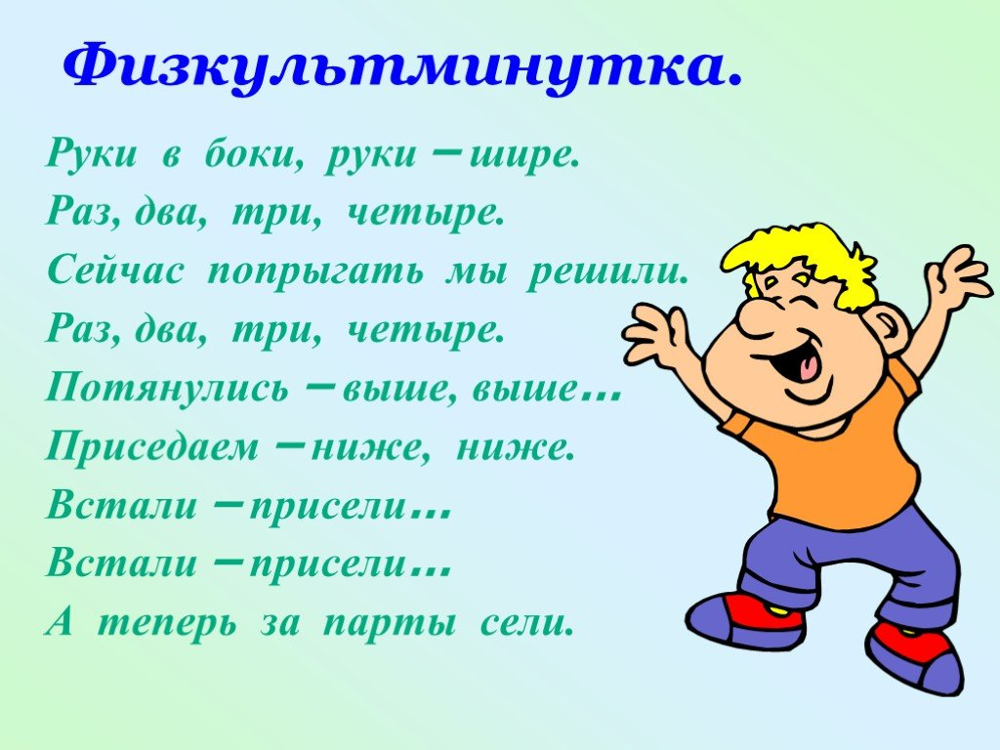 Физкультминутка.
Руки в боки, руки – шире.
Раз, два, три, четыре.
Сейчас попрыгать мы решили.
Раз, два, три, четыре.
Потянулись – выше, выше...
Приседаем – ниже, ниже.
Встали – присели...
Встали – присели...
А теперь за парты сели.